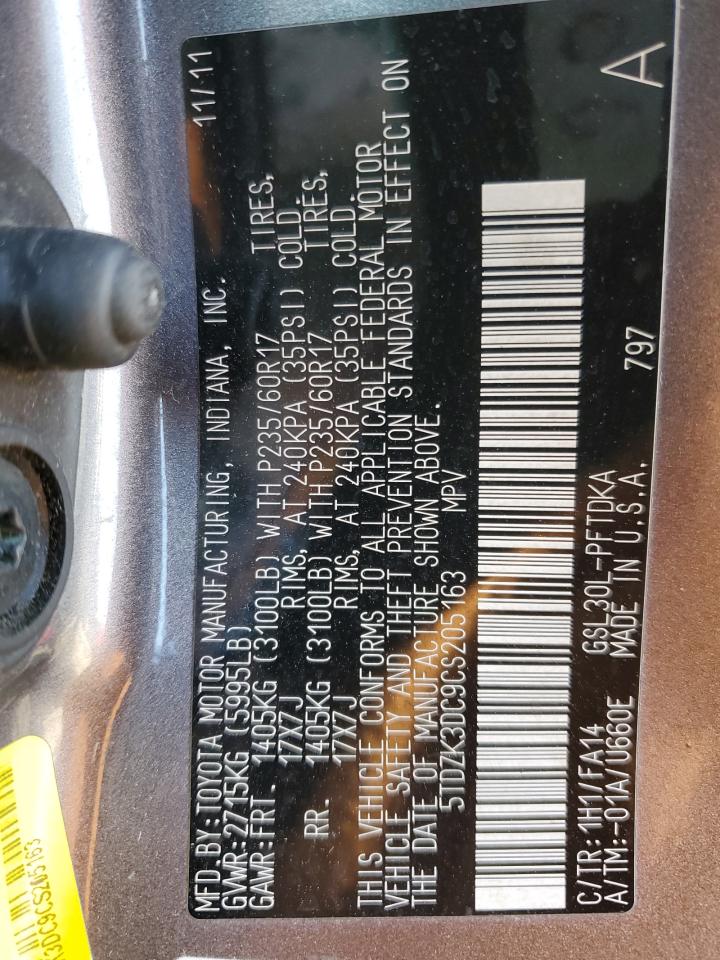 MFD.BY:TOYOTA MOTOR MANUFACTURING, INDIANA, INC. 11/11
GVWR:2715KG (5995LB)
GAWR:FRT. 1405KG (3100LB) WITH P235/60R17 TIRES,
17X7J RIMS, AT 240KPA (35PSI) COLD.
RR. 1405KG (3100LB) WITH P235/60R17 TIRES,
17X7J RIMS, AT 240KPA (35PSI) COLD.
THIS VEHICLE CONFORMS TO ALL APPLICABLE FEDERAL MOTOR
VEHICLE SAFETY AND THEFT PREVENTION STANDARDS IN EFFECT ON
THE DATE OF MANUFACTURE SHOWN ABOVE.
5TDZK3DC9CS205163 MPV
C/TR:1H1/FA14 GSL30L-PFTDKA
A/TM:-01A/U660E MADE IN U.S.A. 797 A
3DC9CS205163